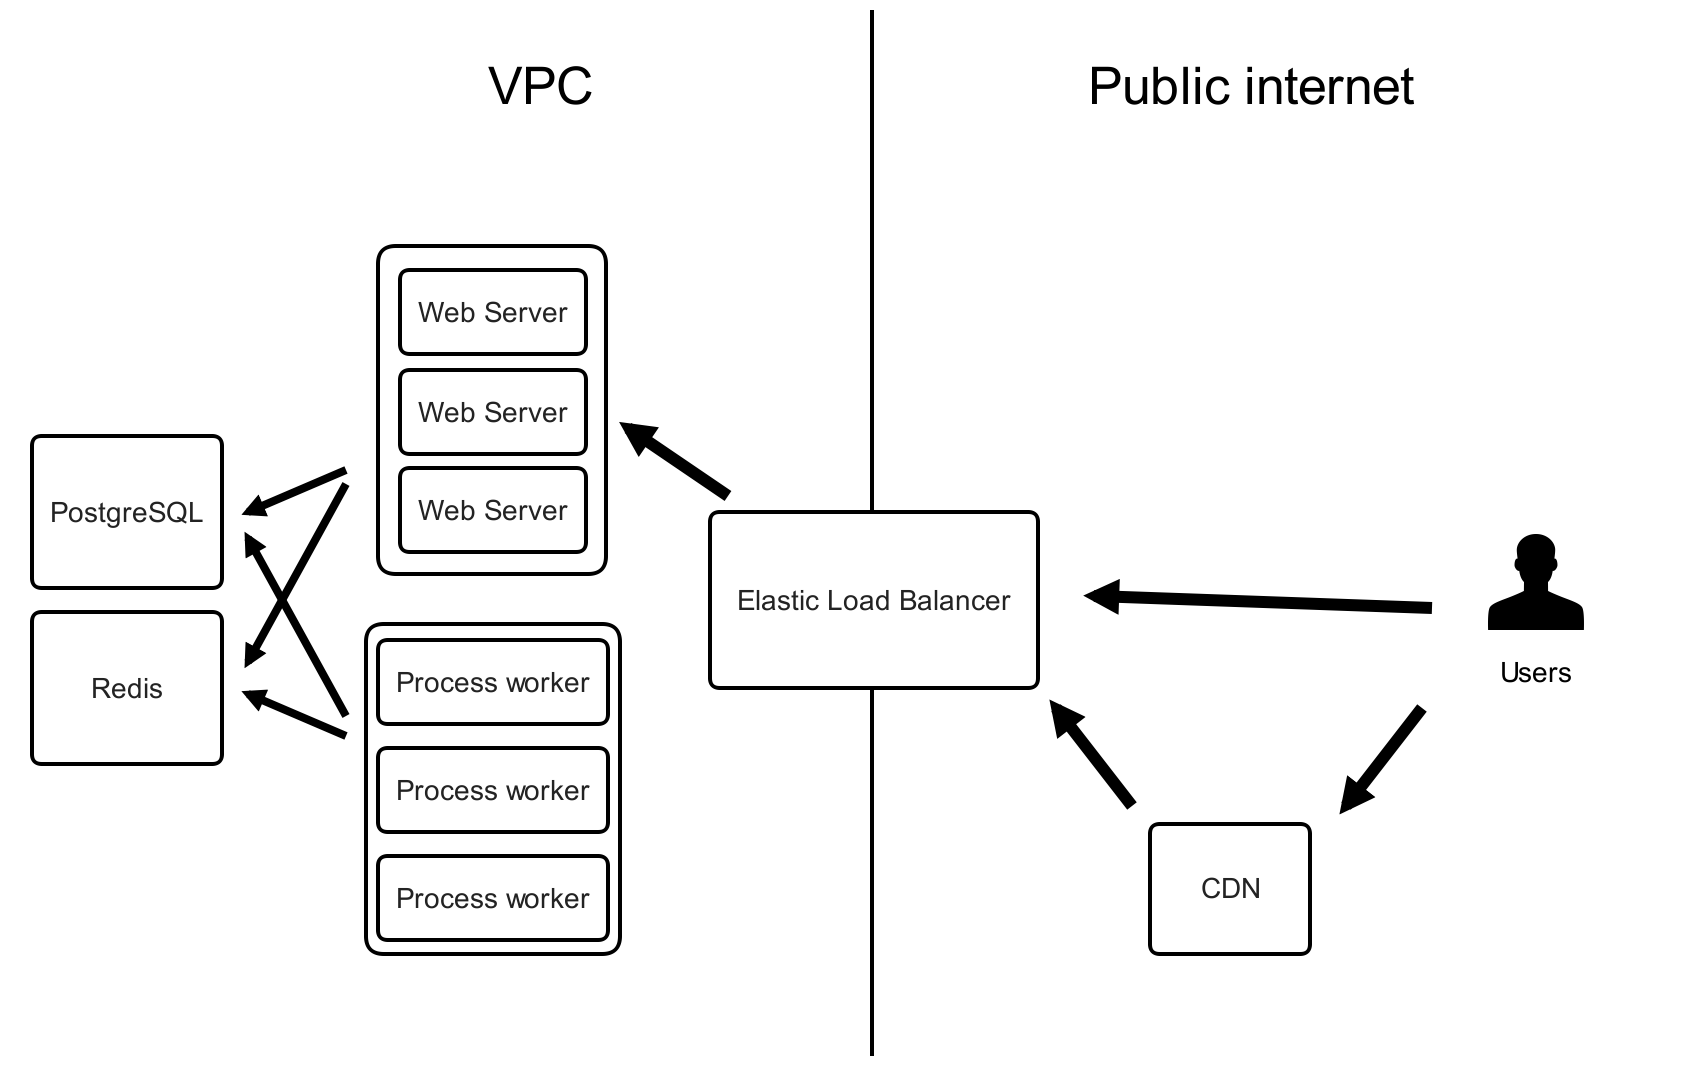 VPC
Public internet
Web Server
Web Server
Web Server
PostgreSQL
Redis
Process worker
Process worker
Process worker
Elastic Load Balancer
Users
CDN